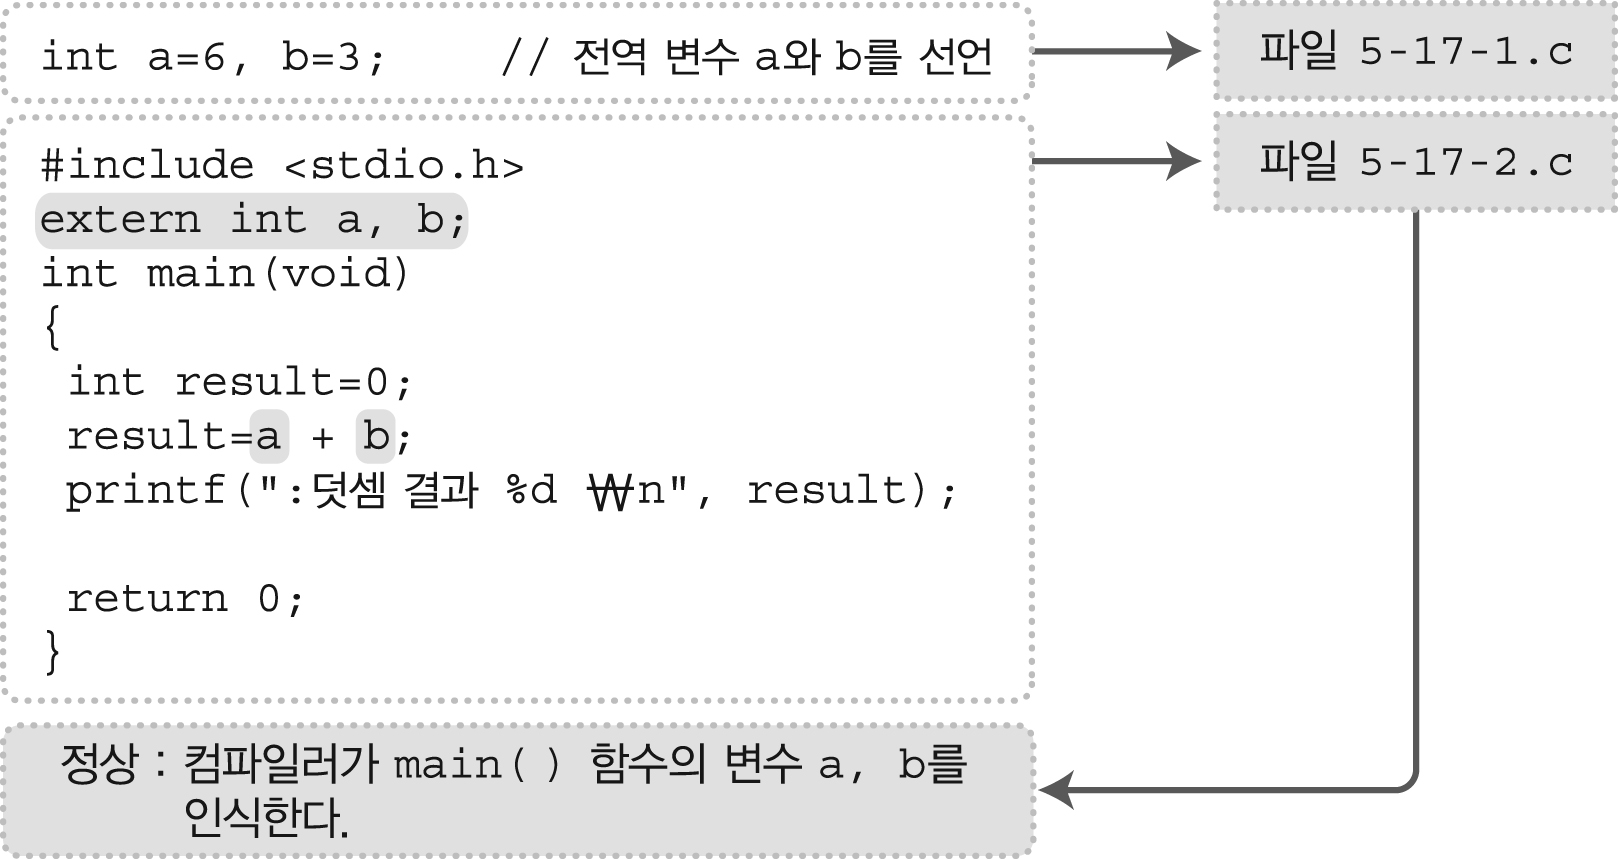 int a=6, b=3;    // 전역 변수 a와 b를 선언
파일 5-17-1.c
#include <stdio.h>
파일 5-17-2.c
extern int a, b;
int main(void)
{
 int result=0;
 result=a + b;
 printf(":덧셈 결과 %d ₩n", result);
 return 0;
}
정상 : 컴파일러가 main( ) 함수의 변수 a, b를
인식한다.